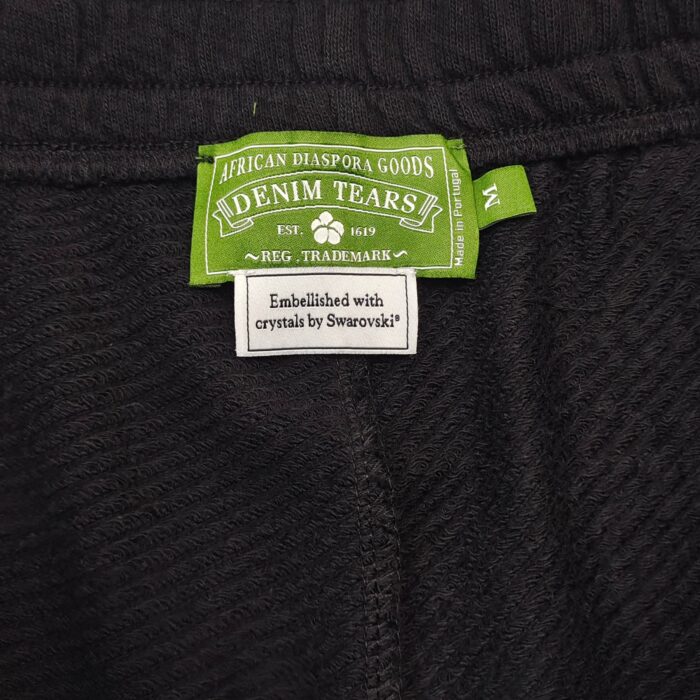 AFRICAN DIASPORA GOODS
DENIM TEARS
EST. 1619
~REG . TRADEMARK~
Made in Portugal
M
Embellished with
crystals by Swarovski®